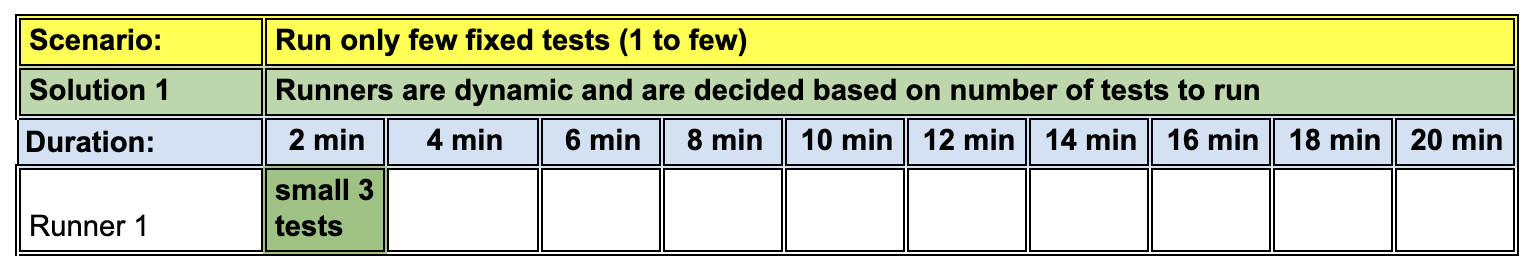 Scenario: Run only few fixed tests (1 to few)
Solution 1 Runners are dynamic and are decided based on number of tests to run
Duration: 2 min 4 min 6 min 8 min 10 min 12 min 14 min 16 min 18 min 20 min
small 3
Runner 1 tests